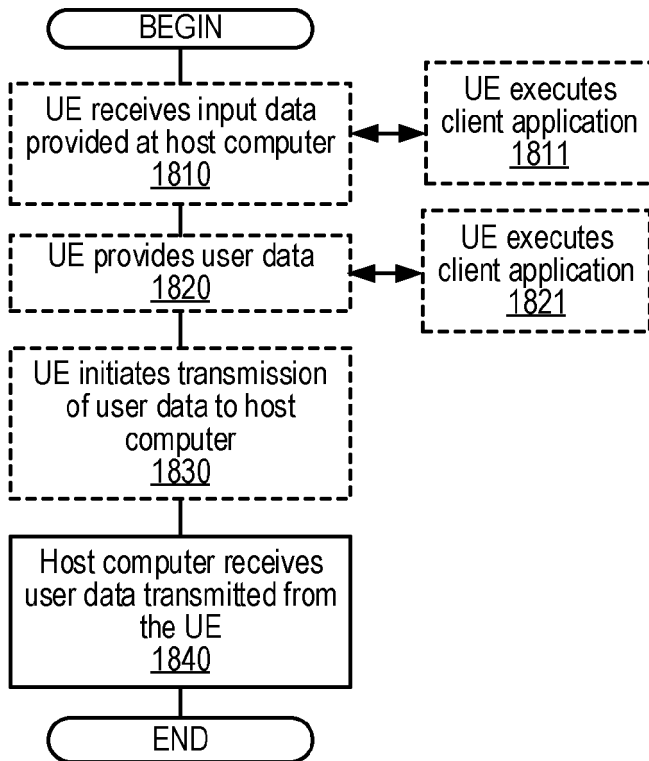 BEGIN
UE receives input data
provided at host computer
1810
UE executes
client application
1811
UE provides user data
1820
UE executes
client application
1821
UE initiates transmission
of user data to host
computer
1830
Host computer receives
user data transmitted from
the UE
1840
END